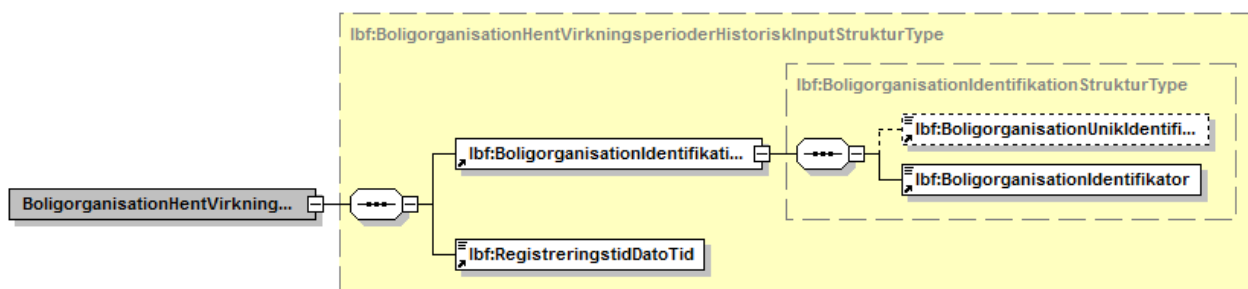 lbf:BoligorganisationHentVirkningsperioderHistoriskInputStrukturType
lbf:BoligorganisationIdentifikationStrukturType
lbf:BoligorganisationUnikIdentifi...
lbf:BoligorganisationIdentifikati...
lbf:BoligorganisationIdentifikator
BoligorganisationHentVirkning...
lbf:RegistreringstidDatoTid